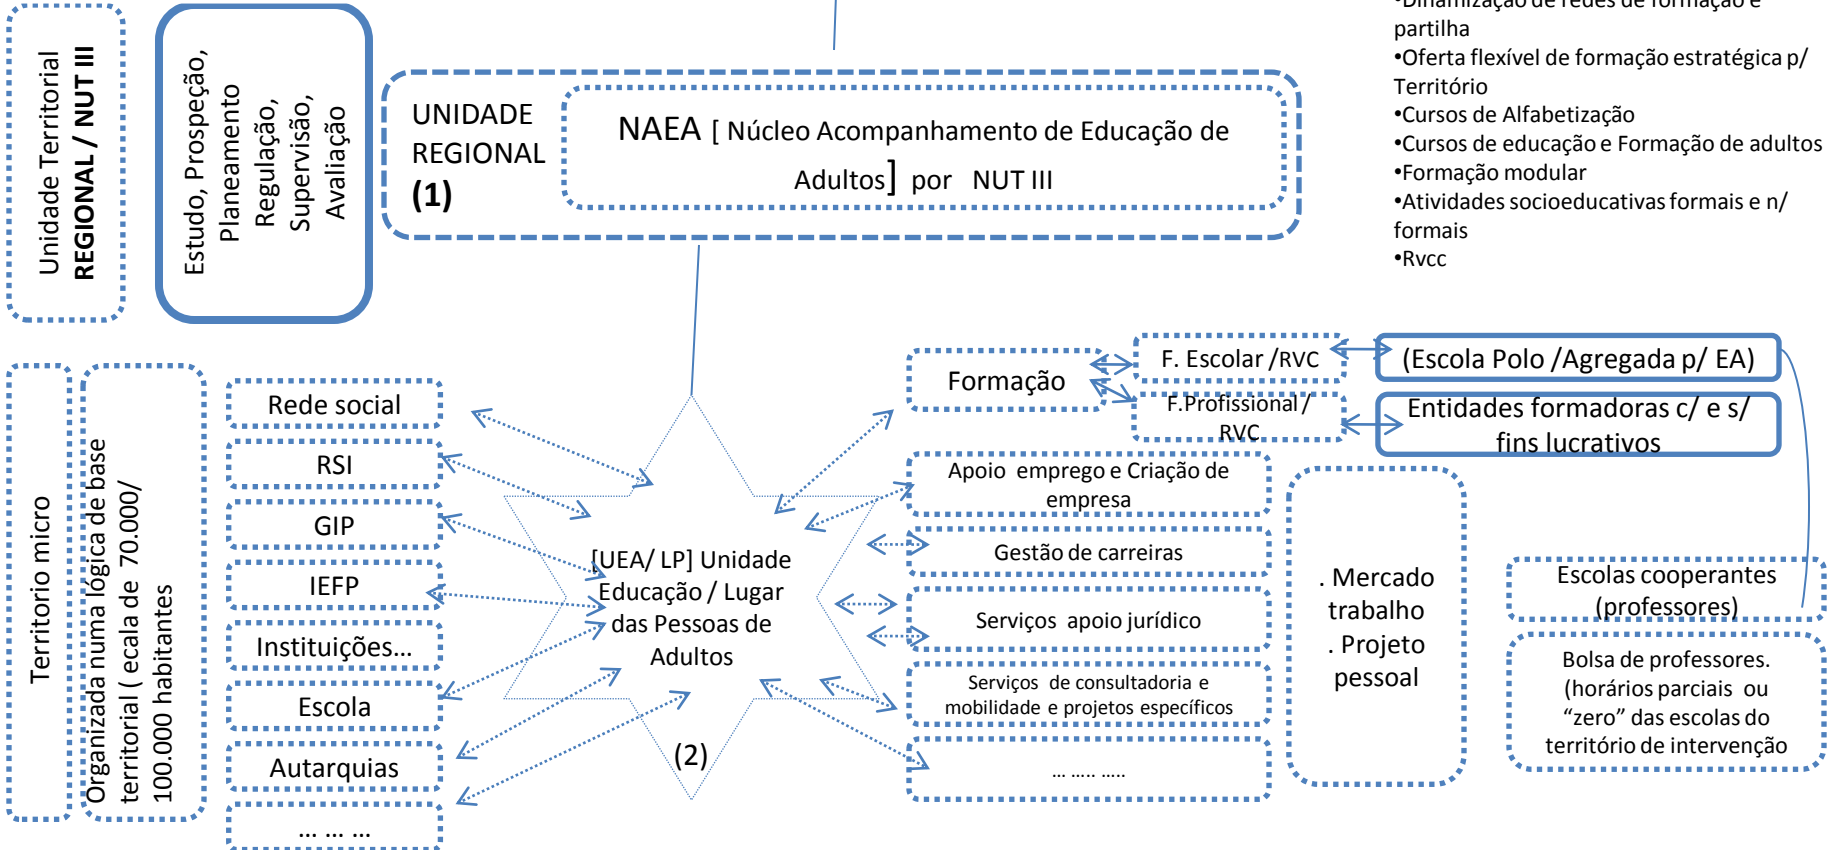 •Dinamização de redes de formação e
partilha
•Oferta flexível de formação estratégica p/
Território
•Cursos de Alfabetização
•Cursos de educação e Formação de adultos
•Formação modular
•Atividades socioeducativas formais e n/
formais
•Rvcc
Unidade Territorial
REGIONAL / NUT III
Estudo, Prospeção,
Planeamento
Regulação,
Supervisão,
Avaliação
UNIDADE
REGIONAL
(1)
NAEA [ Núcleo Acompanhamento de Educação de
Adultos] por NUT III
Territorio micro
Organizada numa lógica de base
territorial ( ecala de 70.000/
100.000 habitantes
Rede social
RSI
GIP
IEFP
Instituições...
Escola
Autarquias
... ... ...
[UEA/ LP] Unidade
Educação / Lugar
das Pessoas de
Adultos
(2)
Formação
F. Escolar /RVC
F.Profissional /
RVC
(Escola Polo /Agregada p/ EA)
Entidades formadoras c/ e s/
fins lucrativos
Apoio emprego e Criação de
empresa
Gestão de carreiras
Serviços apoio jurídico
Serviços de consultadoria e
mobilidade e projetos específicos
... ..... .....
. Mercado
trabalho
. Projeto
pessoal
Escolas cooperantes
(professores)
Bolsa de professores.
(horários parciais ou
“zero” das escolas do
território de intervenção